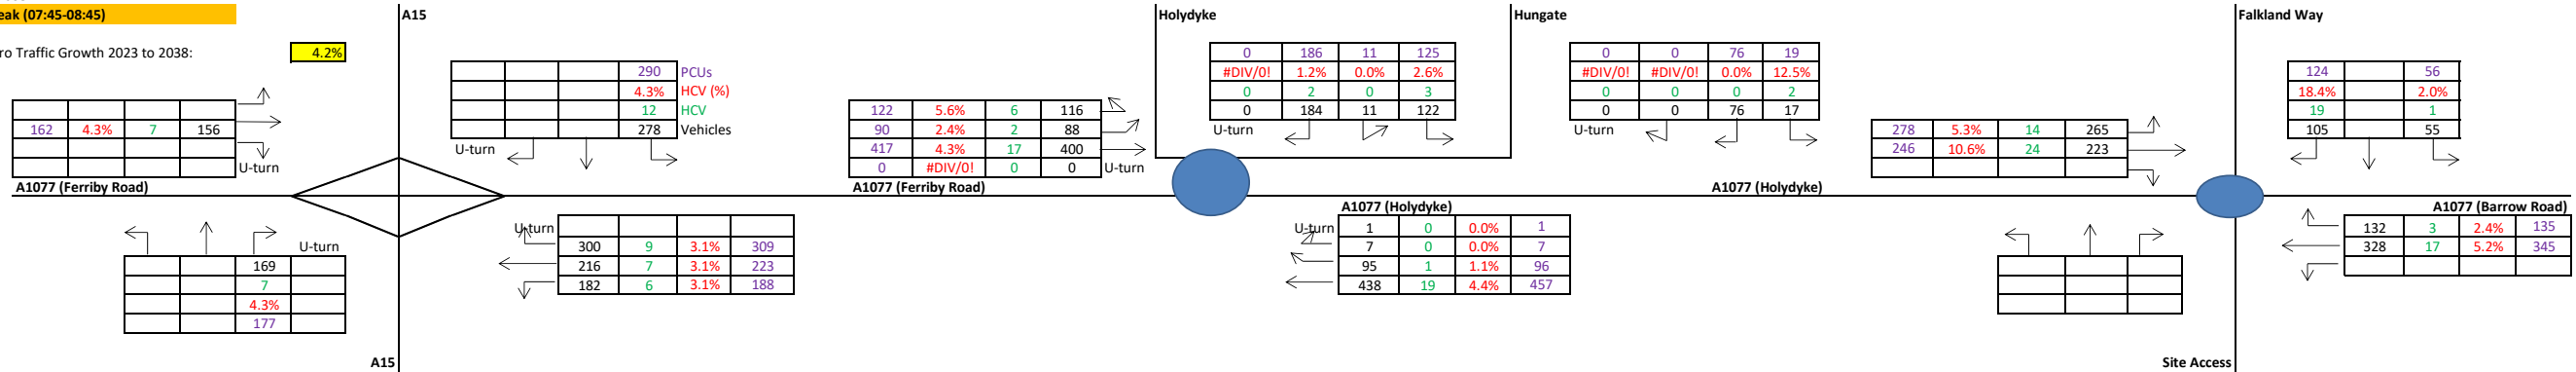 eak (07:45-08:45)
A15
Holydyke
Hungate
Falkland Way
ro Traffic Growth 2023 to 2038: 4.2%
290 PCUs
4.3% HCV (%)
12 HCV
278 Vehicles
U-turn
162 4.3% 7 156
U-turn
A1077 (Ferriby Road)
122 5.6% 6 116
90 2.4% 2 88
417 4.3% 17 400
0 #DIV/0! 0 0 U-turn
A1077 (Ferriby Road)
0 186 11 125
#DIV/0! 1.2% 0.0% 2.6%
0 2 0 3
0 184 11 122
U-turn
0 0 76 19
#DIV/0! #DIV/0! 0.0% 12.5%
0 0 0 2
0 0 76 17
U-turn
278 5.3% 14 265
246 10.6% 24 223
A1077 (Holydyke)
124 56
18.4% 2.0%
19 1
105 55
U-turn
169
7
4.3%
177
A15
U-turn
300 9 3.1% 309
216 7 3.1% 223
182 6 3.1% 188
A1077 (Holydyke)
U-turn 1 0 0.0% 1
7 0 0.0% 7
95 1 1.1% 96
438 19 4.4% 457
A1077 (Barrow Road)
132 3 2.4% 135
328 17 5.2% 345
Site Access